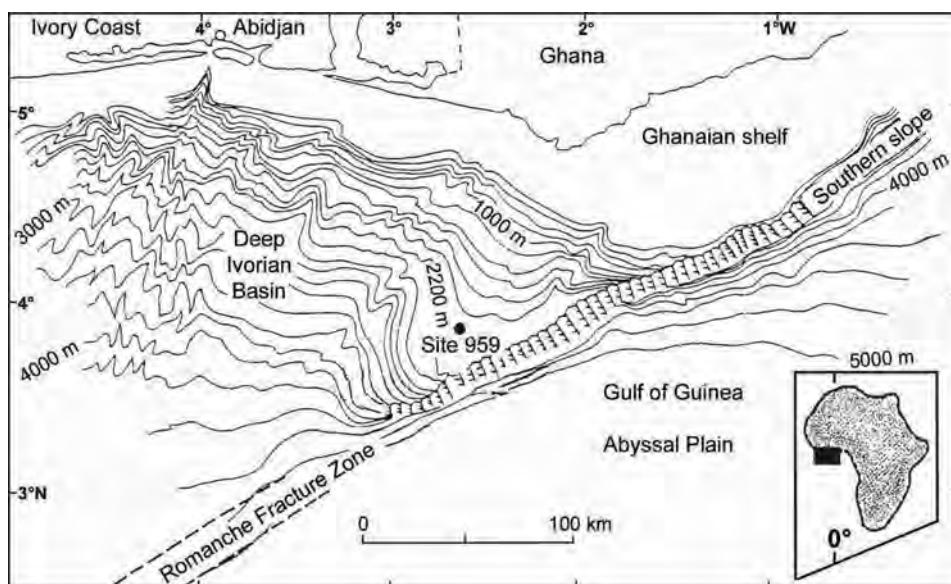 Ivory Coast
Abidjan
4°
3°
2°
1°W
Ghana
5°
Ghanaian shelf
Southern slope
4000 m
3000 m
1000 m
Deep
Ivorian
Basin
2200 m
4°
Site 959
4000 m
5000 m
Gulf of Guinea
Abyssal Plain
Romanche Fracture Zone
3°N
0
100 km
0°